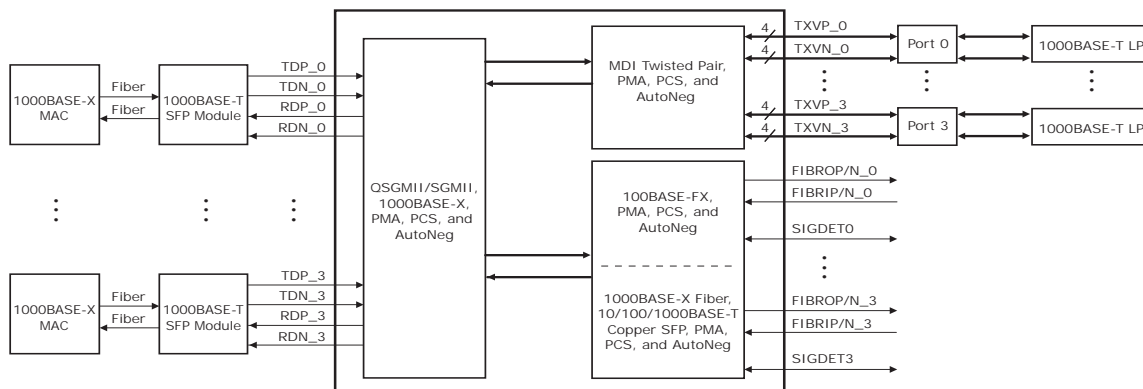 1000BASE-X
MAC
Fiber
Fiber
1000BASE-T
SFP Module
TDP_0
TDN_0
RDP_0
RDN_0
1000BASE-X
MAC
Fiber
Fiber
1000BASE-T
SFP Module
TDP_3
TDN_3
RDP_3
RDN_3
QSGMII/SGMII,
1000BASE-X,
PMA, PCS, and
AutoNeg
MDI Twisted Pair,
PMA, PCS, and
AutoNeg
4
TXVP_0
4
TXVN_0
4
TXVP_3
4
TXVN_3
Port 0
Port 3
1000BASE-T LP
1000BASE-T LP
100BASE-FX,
PMA, PCS, and
AutoNeg
1000BASE-X Fiber,
10/100/1000BASE-T
Copper SFP, PMA,
PCS, and AutoNeg
FIBROP/N_0
FIBRIP/N_0
SIGDET0
FIBROP/N_3
FIBRIP/N_3
SIGDET3